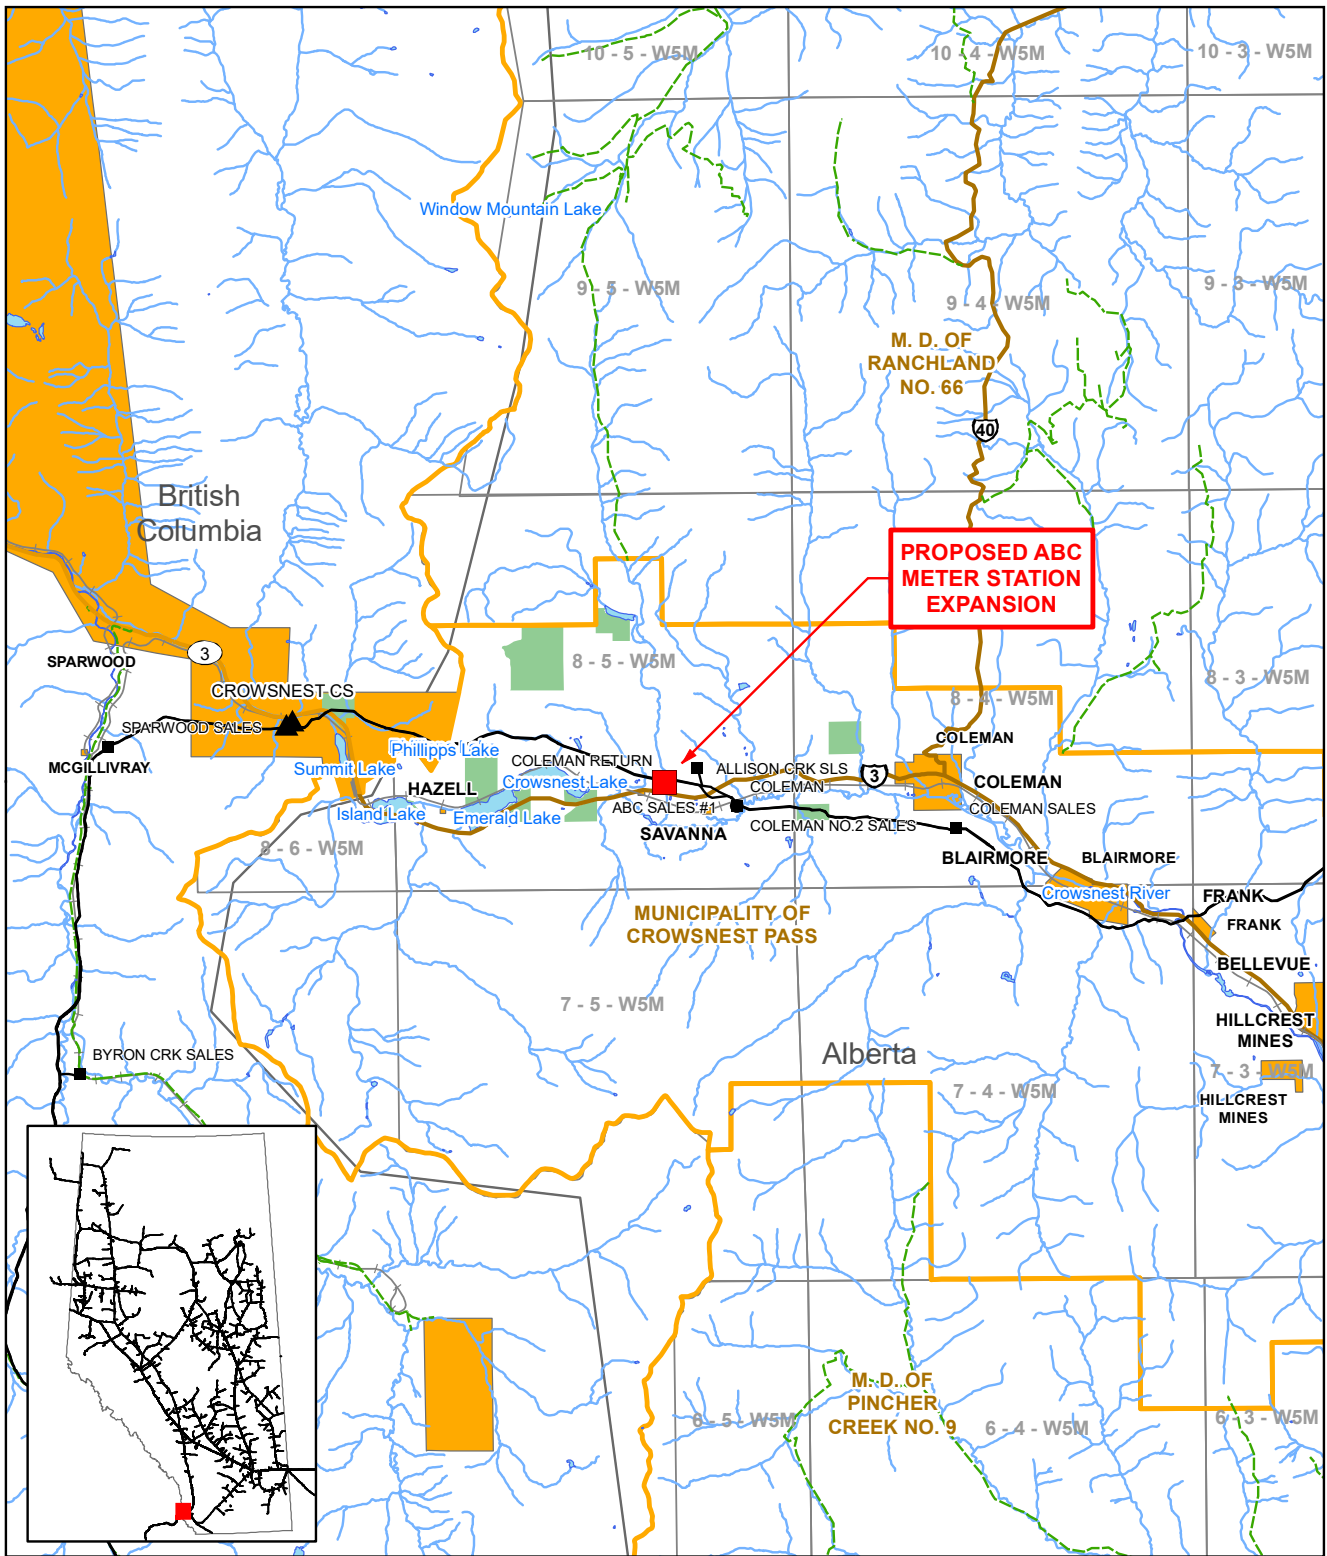 10 - 5 - W5M
10 - 4 - W5M
10 - 3 - W5M
Window Mountain Lake
9 - 5 - W5M
9 - 4 - W5M
9 - 3 - W5M
M. D. OF
RANCHLAND
NO. 66
40
British
Columbia
PROPOSED ABC
METER STATION
EXPANSION
SPARWOOD
3
8 - 5 - W5M
8 - 4 - W5M
8 - 3 - W5M
CROWSNEST CS
SPARWOOD SALES
MCGILLIVRAY
Phillipps Lake
Summit Lake
COLEMAN RETURN
HAZELL
Crowsnest Lake
Island Lake
Emerald Lake
ABC SALES #1
SAVANNA
ALLISON CRK SLS
COLEMAN
3
COLEMAN
COLEMAN
COLEMAN SALES
COLEMAN NO.2 SALES
8 - 6 - W5M
BLAIRMORE
BLAIRMORE
Crowsnest River
FRANK
FRANK
MUNICIPALITY OF
CROWSNEST PASS
BELLEVUE
7 - 5 - W5M
HILLCREST
MINES
Alberta
BYRON CRK SALES
7 - 4 - W5M
7 - 3 - W5M
HILLCREST
MINES
M. D. OF
PINCHER
CREEK NO. 9
6 - 5 - W5M
6 - 4 - W5M
6 - 3 - W5M